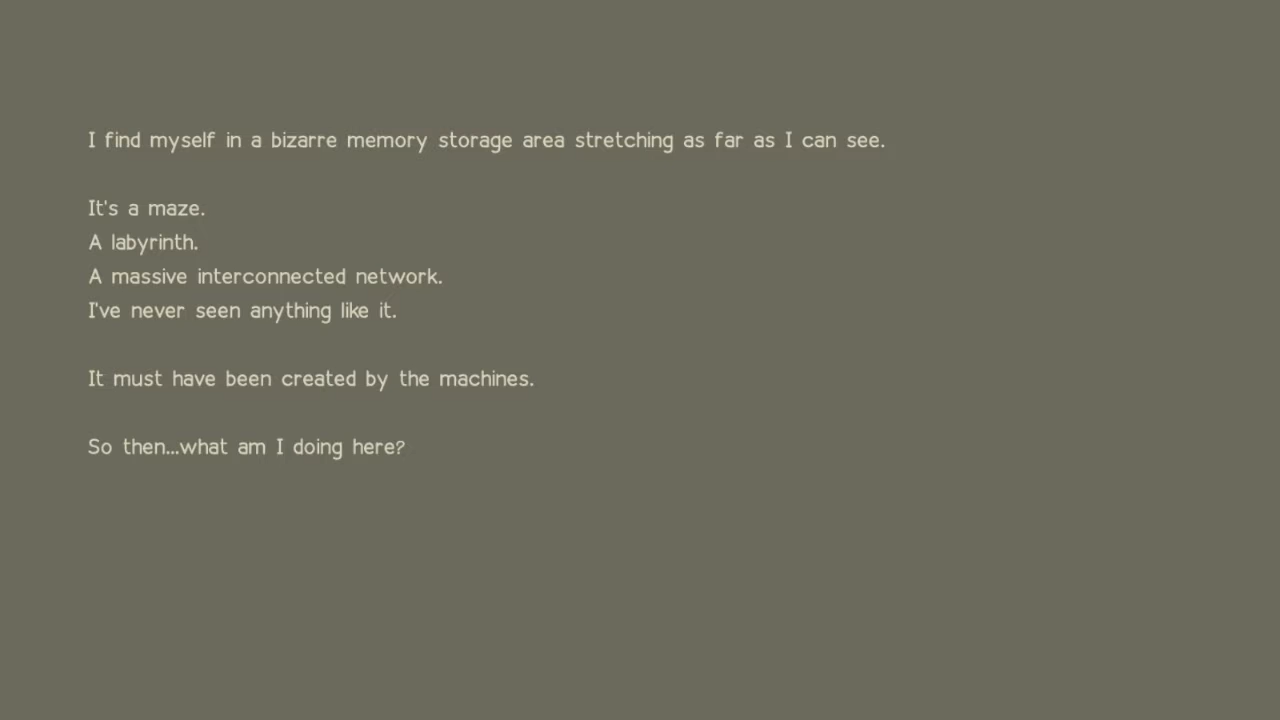 I find myself in a bizarre memory storage area stretching as far as I can see.
It's a maze.
A labyrinth.
A massive interconnected network.
I've never seen anything like it.
It must have been created by the machines.
So then...what am I doing here?